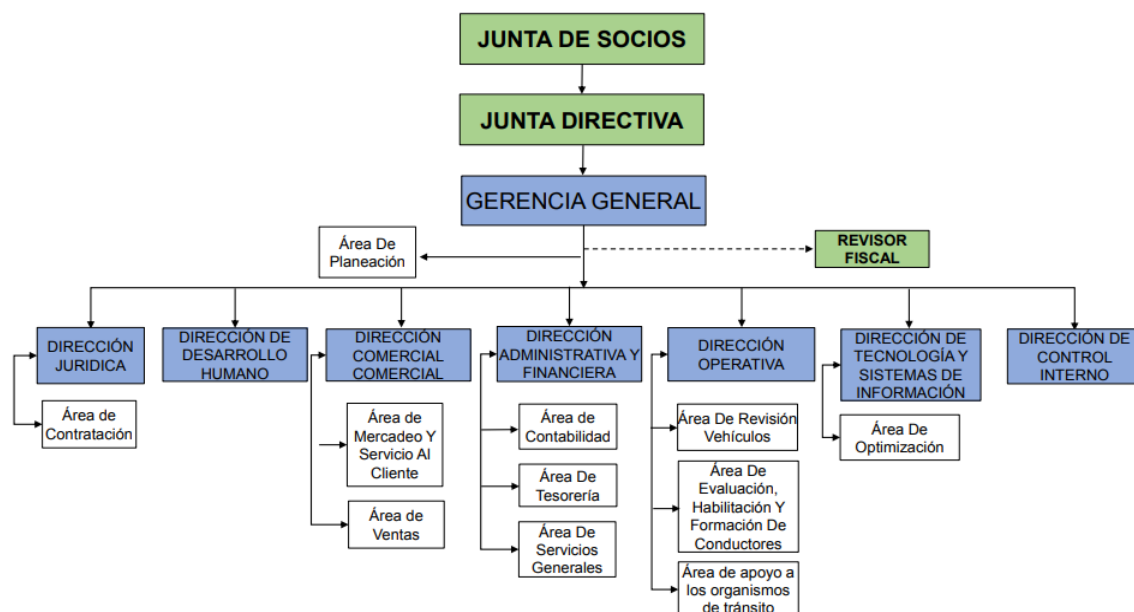 JUNTA DE SOCIOS
JUNTA DIRECTIVA
GERENCIA GENERAL
Área De
Planeación
REVISOR
FISCAL
DIRECCIÓN
JURIDICA
DIRECCIÓN DE
DESARROLLO
HUMANO
DIRECCIÓN
COMERCIAL
COMERCIAL
DIRECCIÓN
ADMINISTRATIVA Y
FINANCIERA
DIRECCIÓN
OPERATIVA
DIRECCIÓN DE
TECNOLOGÍA Y
SISTEMAS DE
INFORMACIÓN
DIRECCIÓN DE
CONTROL
INTERNO
Área de
Contratación
Área de
Mercadeo Y
Servicio Al
Cliente
Área de
Ventas
Área de
Contabilidad
Área De
Tesorería
Área De
Servicios
Generales
Área De Revisión
Vehículos
Área De
Evaluación,
Habilitación Y
Formación De
Conductores
Área de apoyo a
los organismos
de tránsito
Área De
Optimización